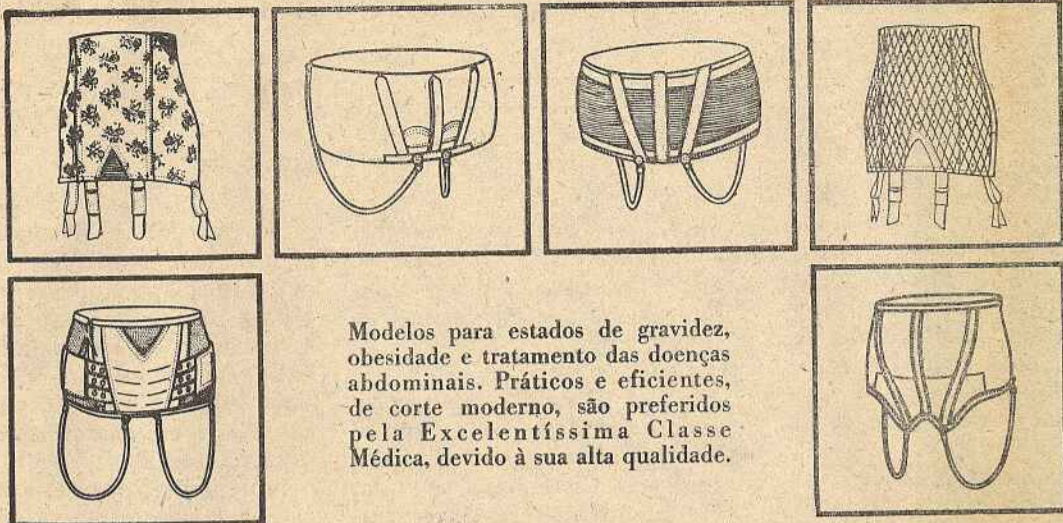 Modelos para estados de gravidez,
obesidade e tratamento das doenças
abdominais. Práticos e eficientes,
de corte moderno, são preferidos
pela Excelentíssima Classe
Médica, devido à sua alta qualidade.